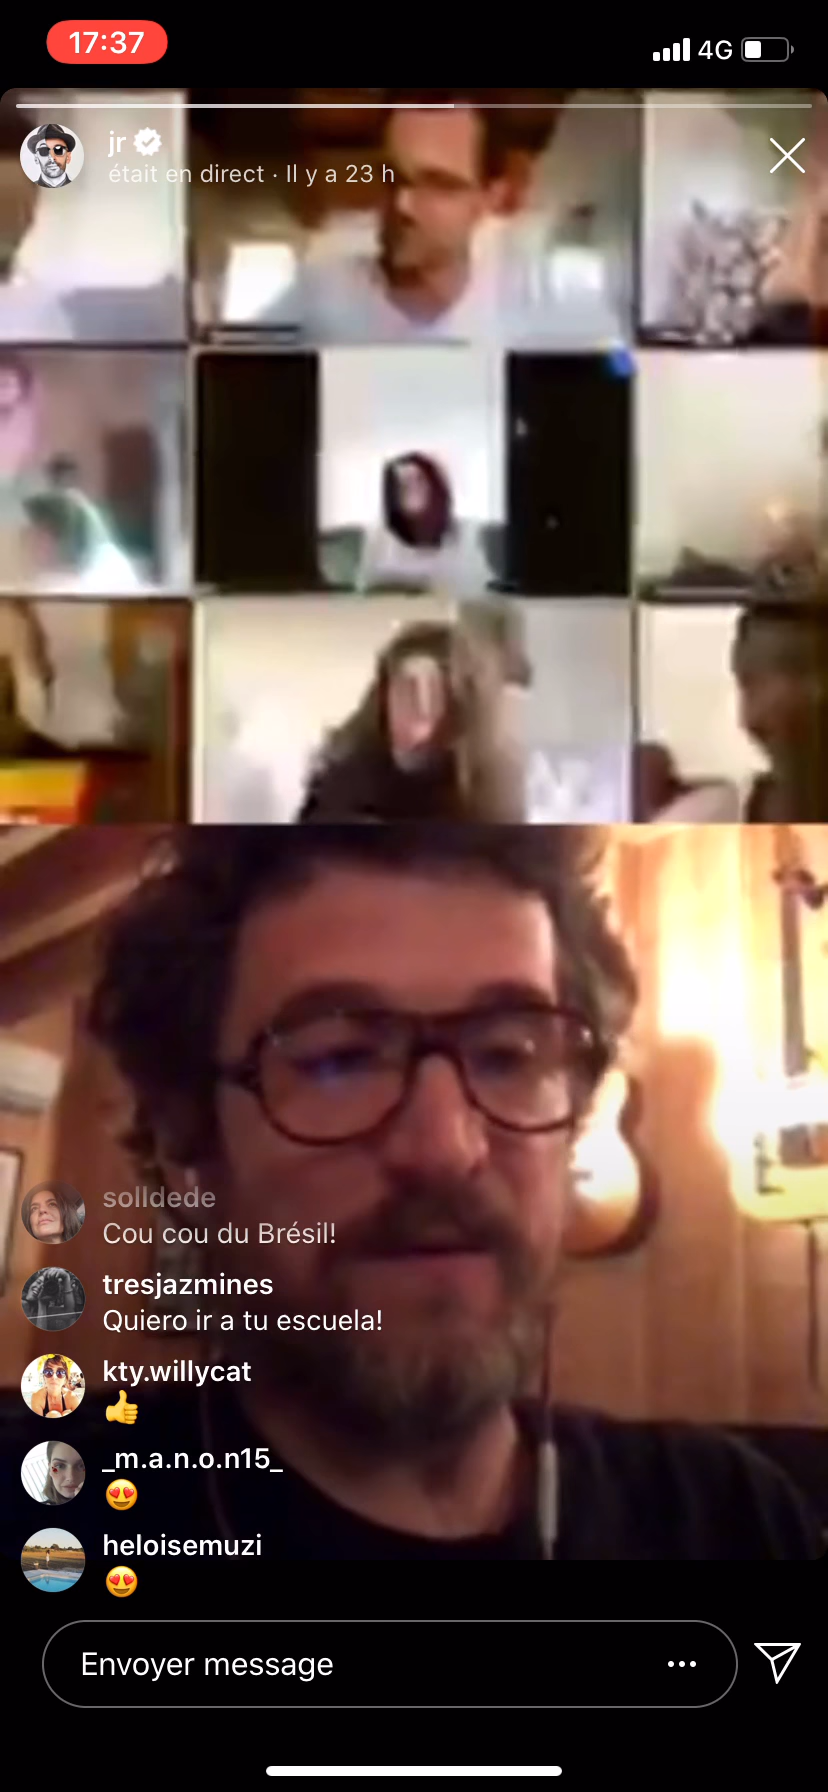 17:37
4G
jr
était en direct · Il y a 23 h
solldede
Cou cou du Brésil!
tresjazmines
Quiero ir a tu escuela!
kty.willycat
👍
_m.a.n.o.n15_
😍
heloisemuzi
😍
Envoyer message